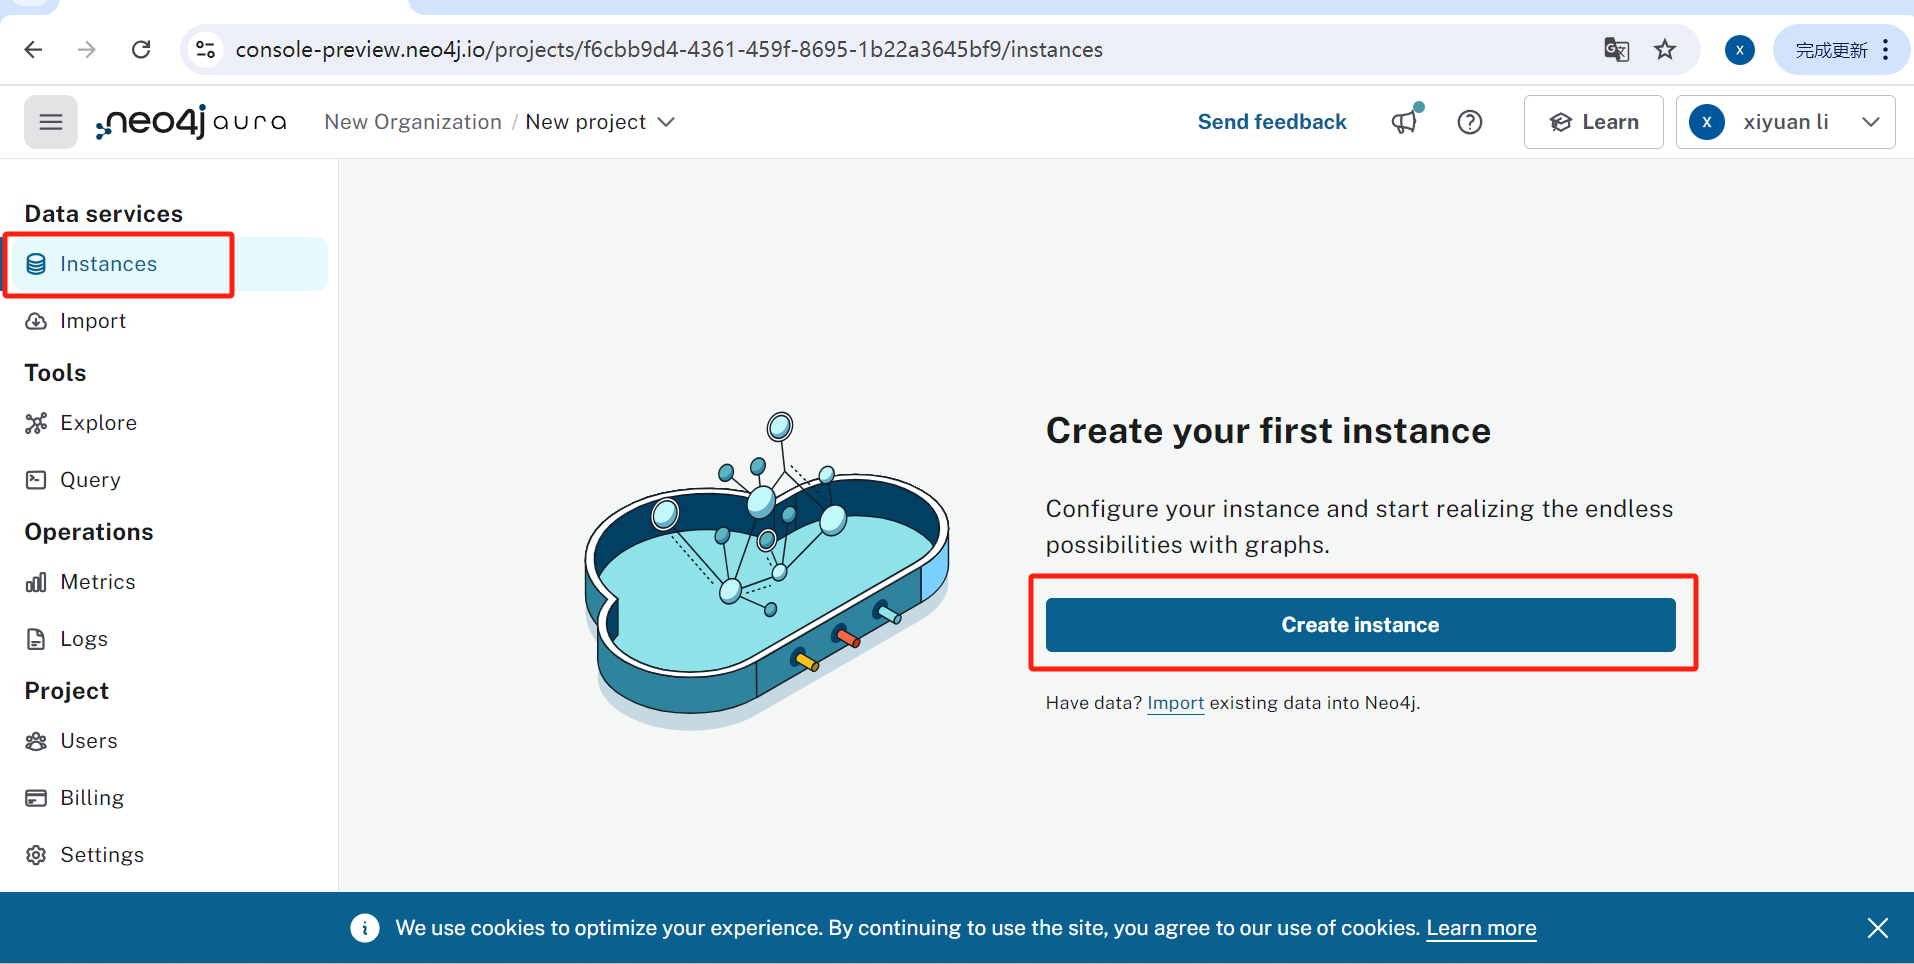 console-preview.neo4j.io/projects/f6cbb9d4-4361-459f-8695-1b22a3645bf9/instances
x
完成更新
neo4j aura
New Organization / New project
Send feedback
Learn
x
xiyuan li
Data services
Instances
Import
Tools
Explore
Query
Operations
Metrics
Logs
Project
Users
Billing
Settings
Create your first instance
Configure your instance and start realizing the endless
possibilities with graphs.
Create instance
Have data? Import existing data into Neo4j.
We use cookies to optimize your experience. By continuing to use the site, you agree to our use of cookies. Learn more